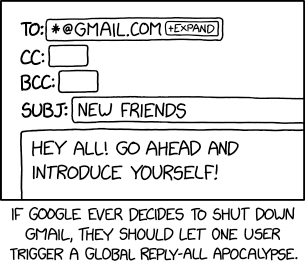 TO: *@GMAIL.COM [+EXPAND]
CC:
BCC:
SUBJ: NEW FRIENDS
HEY ALL! GO AHEAD AND
INTRODUCE YOURSELF!
IF GOOGLE EVER DECIDES TO SHUT DOWN
GMAIL, THEY SHOULD LET ONE USER
TRIGGER A GLOBAL REPLY-ALL APOCALYPSE.